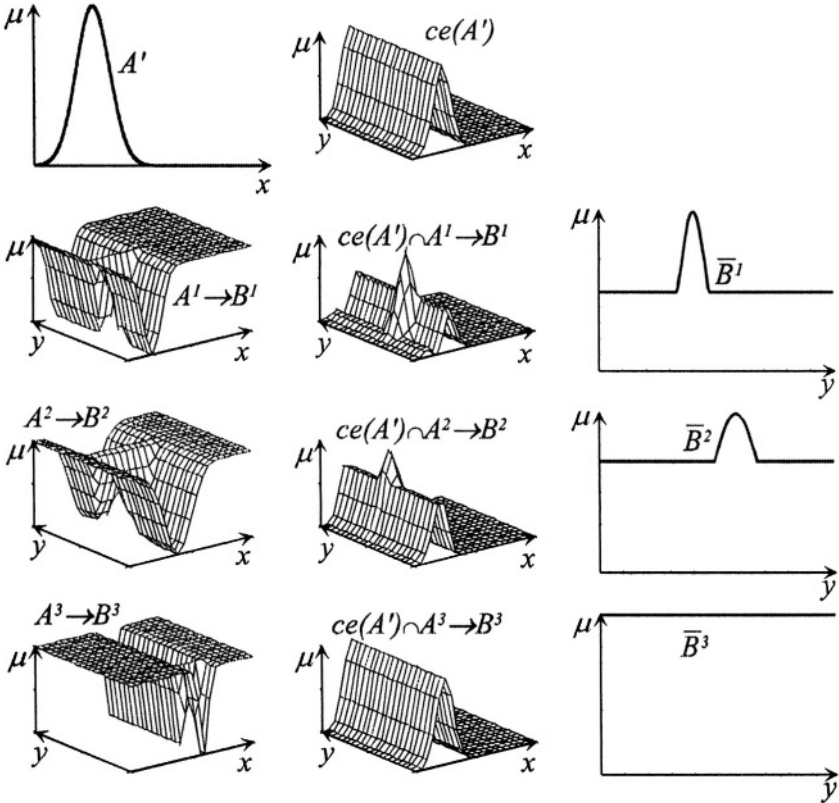 μ A′ x
μ ce(A′) y x
μ A¹→B¹ y x
μ ce(A′)∩A¹→B¹ y x
μ B̅¹ y
μ A²→B² y x
μ ce(A′)∩A²→B² y x
μ B̅² y
μ A³→B³ y x
μ ce(A′)∩A³→B³ y x
μ B̅³ y